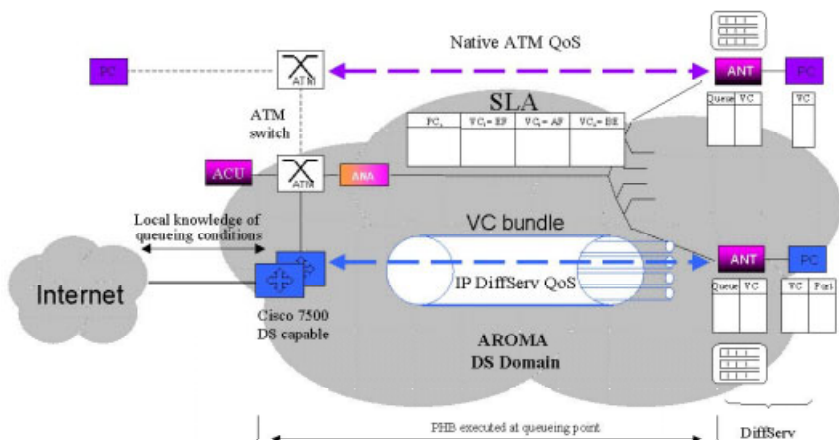 Native ATM QoS
PC
ATM
ANT
PC
ATM
switch
SLA
Queue VC
VC
PC
VC = EF
VC = AF
VC = BE
ACU
ATM
ANA
Local knowledge of
queueing conditions
VC bundle
ANT
PC
Internet
IP DiffServ QoS
Queue VC
VC
Cisco 7500
DS capable
AROMA
DS Domain
PHB executed at queueing point
DiffServ